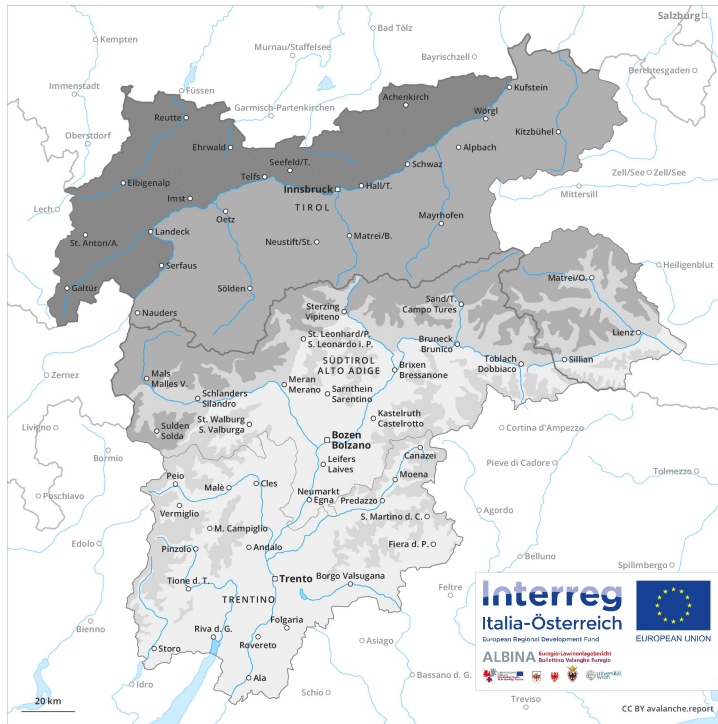 Salzburg
Bad Tölz
Kempten
Murnau/Staffelsee
Bayrischzell
Berchtesgaden
Immenstadt
Füssen
Garmisch-Partenkirchen
Achenkirch
Kufstein
Reutte
Wörgl
Oberstdorf
Kitzbühel
Ehrwald
Alpbach
Seefeld/T.
Schwaz
Telfs
Zell/See
Zell/See
Elbigenalp
Innsbruck
Hall/T.
Mittersill
Imst
TIROL
Lech
Oetz
Mayrhofen
St. Anton/A.
Landeck
Neustift/St.
Matrei/B.
Serfaus
Heiligenblut
Matrei/O.
Galtür
Sölden
Nauders
Sterzing
Vipiteno
Sand/T.
Campo Tures
St. Leonhard/P.
S. Leonardo i. P.
Lienz
Bruneck
Brunico
SÜDTIROL
ALTO ADIGE
Brixen
Bressanone
Toblach
Dobbiaco
Sillian
Zernez
Mals
Malles V.
Meran
Merano
Sarnthein
Sarentino
Schlanders
Silandro
Kastelruth
Castelrotto
St. Walburg
S. Valburga
Livigno
Sulden
Solda
Cortina d'Ampezzo
Bozen
Bolzano
Bormio
Canazei
Pieve di Cadore
Leifers
Laives
Tolmezzo
Peio
Moena
Malè
Cles
Neumarkt
Egna
Poschiavo
Predazzo
Vermiglio
Agordo
S. Martino d. C.
M. Campiglio
Edolo
Pinzolo
Andalo
Fiera d. P.
Belluno
Spilimbergo
Tione d. T.
Trento
Borgo Valsugana
Feltre
TRENTINO
Folgaria
Bienno
Riva d. G.
Rovereto
Asiago
Storo
Ala
Bassano d. G.
Idro
Schio
Treviso
20 km
Interreg
Italia-Österreich
European Regional Development Fund
EUROPEAN UNION
ALBINA
Euregio-Lawinenlagebericht
Bollettino Valanghe Euregio
universität
wien
CC BY avalanche.report